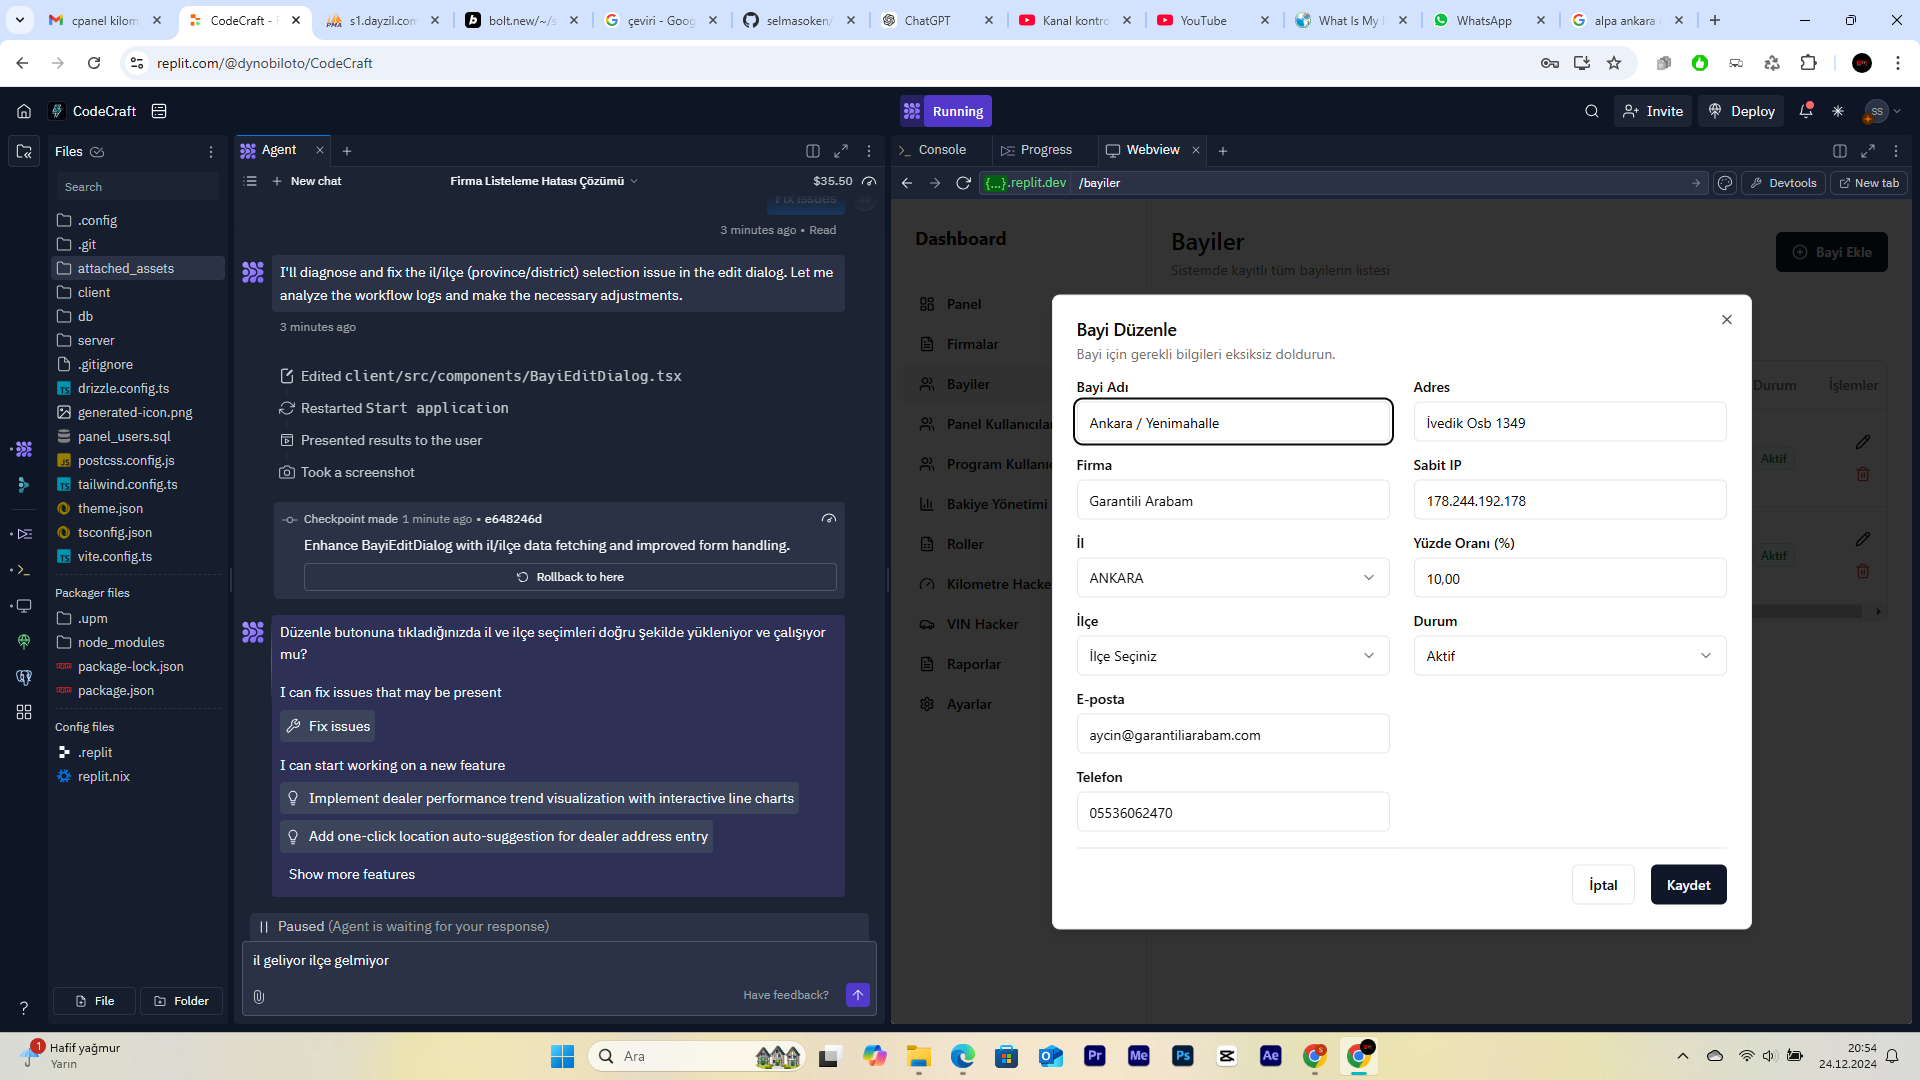 cpanel kilom
CodeCraft -
s1.dayzil.com
bolt.new/~/s
çeviri - Goog
selmasoken/
ChatGPT
Kanal kontro
YouTube
What Is My
WhatsApp
alpa ankara
replit.com/@dynobiloto/CodeCraft
CodeCraft
Running
Invite
Deploy
SS
Files
Search
.config
.git
attached_assets
client
db
server
.gitignore
drizzle.config.ts
generated-icon.png
panel_users.sql
postcss.config.js
tailwind.config.ts
theme.json
tsconfig.json
vite.config.ts
Packager files
.upm
node_modules
package-lock.json
package.json
Config files
.replit
replit.nix
File
Folder
Agent
New chat
Firma Listeleme Hatası Çözümü
$35.50
Fix issues
3 minutes ago • Read
I'll diagnose and fix the il/ilçe (province/district) selection issue in the edit dialog. Let me
analyze the workflow logs and make the necessary adjustments.
3 minutes ago
Edited client/src/components/BayiEditDialog.tsx
Restarted Start application
Presented results to the user
Took a screenshot
Checkpoint made 1 minute ago • e648246d
Enhance BayiEditDialog with il/ilçe data fetching and improved form handling.
Rollback to here
Düzenle butonuna tıkladığınızda il ve ilçe seçimleri doğru şekilde yükleniyor ve çalışıyor
mu?
I can fix issues that may be present
Fix issues
I can start working on a new feature
Implement dealer performance trend visualization with interactive line charts
Add one-click location auto-suggestion for dealer address entry
Show more features
Paused (Agent is waiting for your response)
il geliyor ilçe gelmiyor
Have feedback?
Console
Progress
Webview
{...}.replit.dev
/bayiler
Devtools
New tab
Dashboard
Panel
Firmalar
Bayiler
Panel Kullanıcıla
Program Kullanıc
Bakiye Yönetimi
Roller
Kilometre Hacke
VIN Hacker
Raporlar
Ayarlar
Bayiler
Sistemde kayıtlı tüm bayilerin listesi
Bayi Ekle
Durum
İşlemler
Aktif
Aktif
Bayi Düzenle
Bayi için gerekli bilgileri eksiksiz doldurun.
Bayi Adı
Ankara / Yenimahalle
Adres
İvedik Osb 1349
Firma
Garantili Arabam
Sabit IP
178.244.192.178
İl
ANKARA
Yüzde Oranı (%)
10,00
İlçe
İlçe Seçiniz
Durum
Aktif
E-posta
aycin@garantiliarabam.com
Telefon
05536062470
İptal
Kaydet
1
Hafif yağmur
Yarın
Ara
Pr
Me
Ps
Ae
20:54
24.12.2024